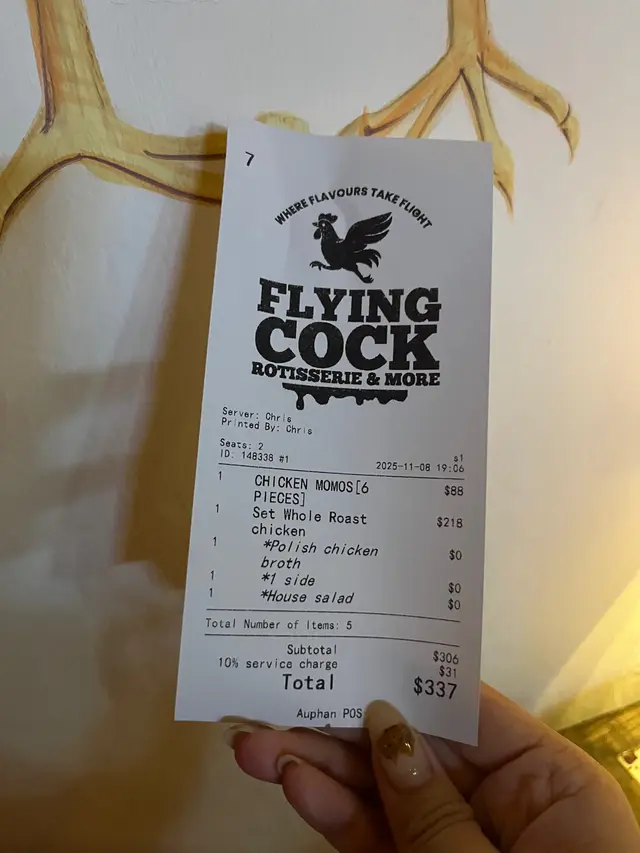 7
WHERE FLAVOURS TAKE FLIGHT
FLYING
COCK
ROTISSERIE & MORE
Server: Chris
Printed By: Chris
Seats: 2
s1
ID: 148338 #1 2025-11-08 19:06
1 CHICKEN MOMOS[6 $88
PIECES]
1 Set Whole Roast $218
chicken
1 *Polish chicken $0
broth
1 *1 side $0
1 *House salad $0
Total Number of Items: 5
Subtotal $306
10% service charge $31
Total $337
Auphan POS